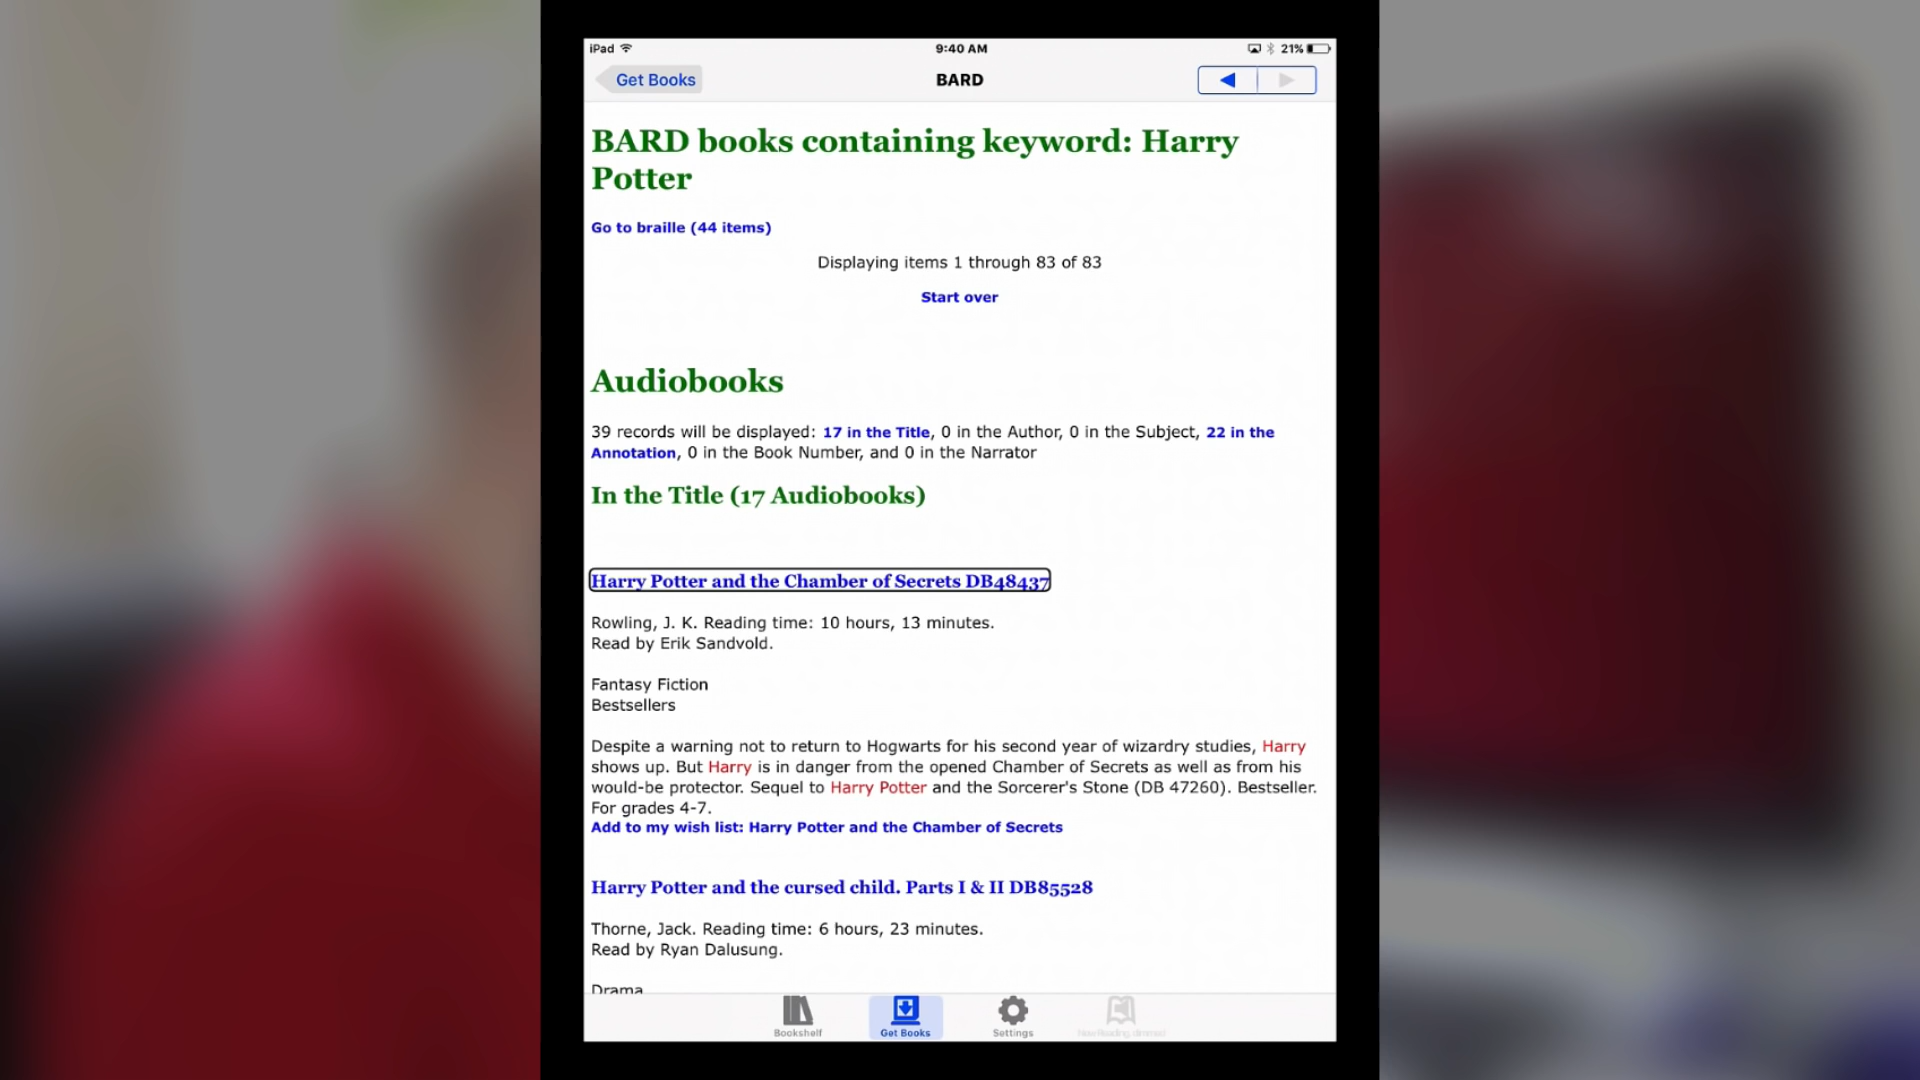 iPad
9:40 AM
21%
Get Books
BARD
BARD books containing keyword: Harry
Potter
Go to braille (44 items)
Displaying items 1 through 83 of 83
Start over
Audiobooks
39 records will be displayed: 17 in the Title, 0 in the Author, 0 in the Subject, 22 in the
Annotation, 0 in the Book Number, and 0 in the Narrator
In the Title (17 Audiobooks)
Harry Potter and the Chamber of Secrets DB48437
Rowling, J. K. Reading time: 10 hours, 13 minutes.
Read by Erik Sandvold.
Fantasy Fiction
Bestsellers
Despite a warning not to return to Hogwarts for his second year of wizardry studies, Harry
shows up. But Harry is in danger from the opened Chamber of Secrets as well as from his
would-be protector. Sequel to Harry Potter and the Sorcerer's Stone (DB 47260). Bestseller.
For grades 4-7.
Add to my wish list: Harry Potter and the Chamber of Secrets
Harry Potter and the cursed child. Parts I & II DB85528
Thorne, Jack. Reading time: 6 hours, 23 minutes.
Read by Ryan Dalusung.
Drama
Bookshelf
Get Books
Settings